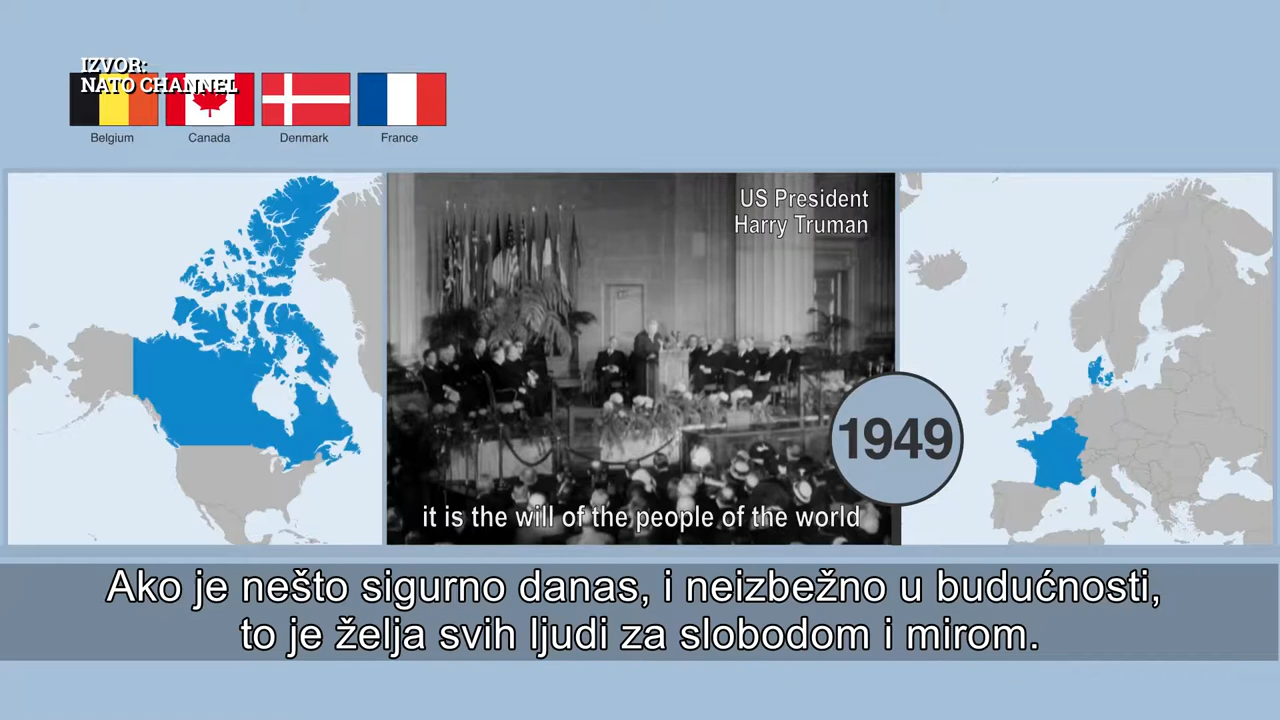 IZVOR:
NATO CHANNEL
Belgium
Canada
Denmark
France
US President
Harry Truman
1949
it is the will of the people of the world
Ako je nešto sigurno danas, i neizbežno u budućnosti,
to je želja svih ljudi za slobodom i mirom.